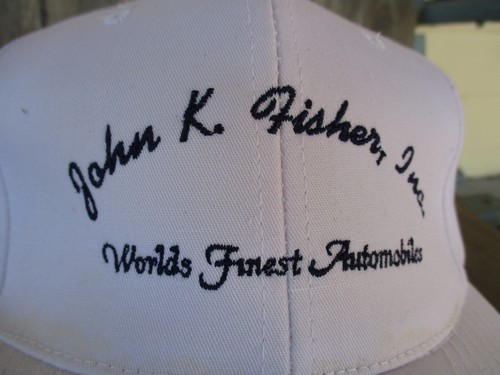 John K. Fisher, Inc.
Worlds Finest Automobiles